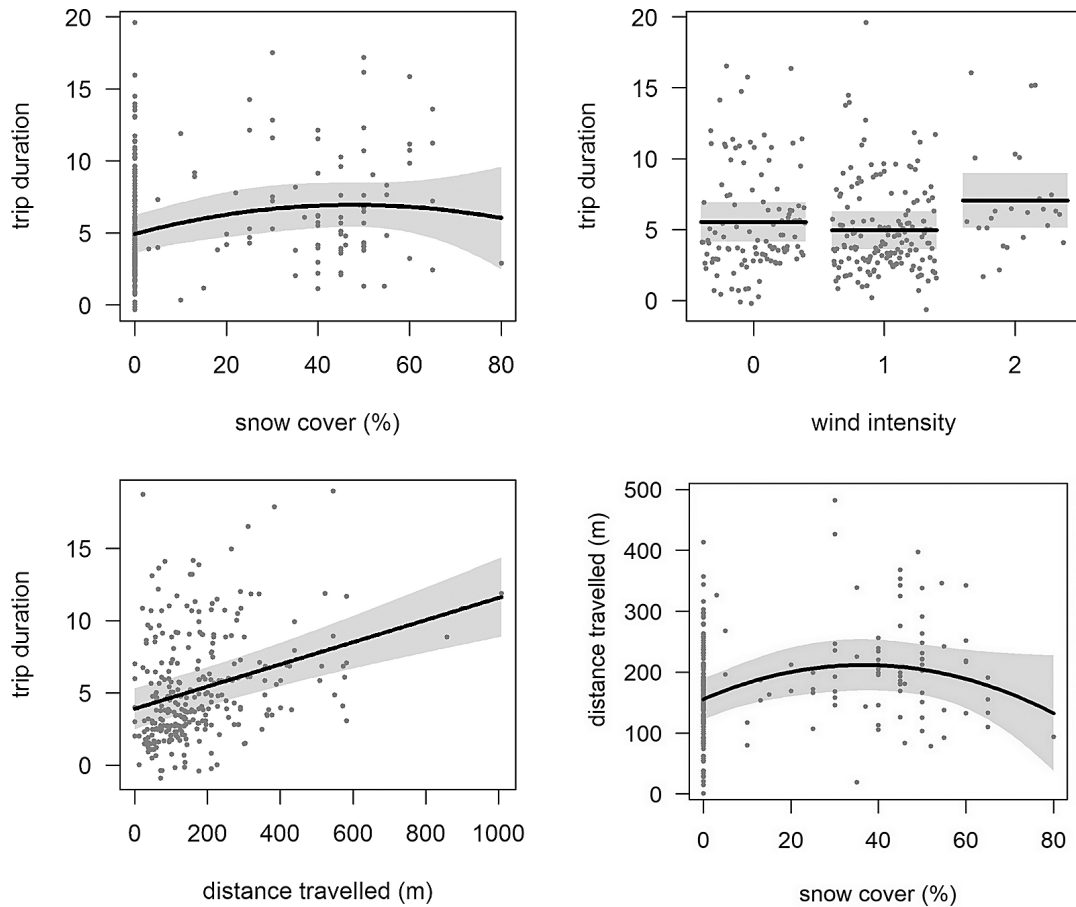 20
15
10
5
0
trip duration
0 20 40 60 80
snow cover (%)
20
15
10
5
0
trip duration
0 1 2
wind intensity
15
10
5
0
trip duration
0 200 400 600 800 1000
distance travelled (m)
500
400
300
200
100
0
distance travelled (m)
0 20 40 60 80
snow cover (%)